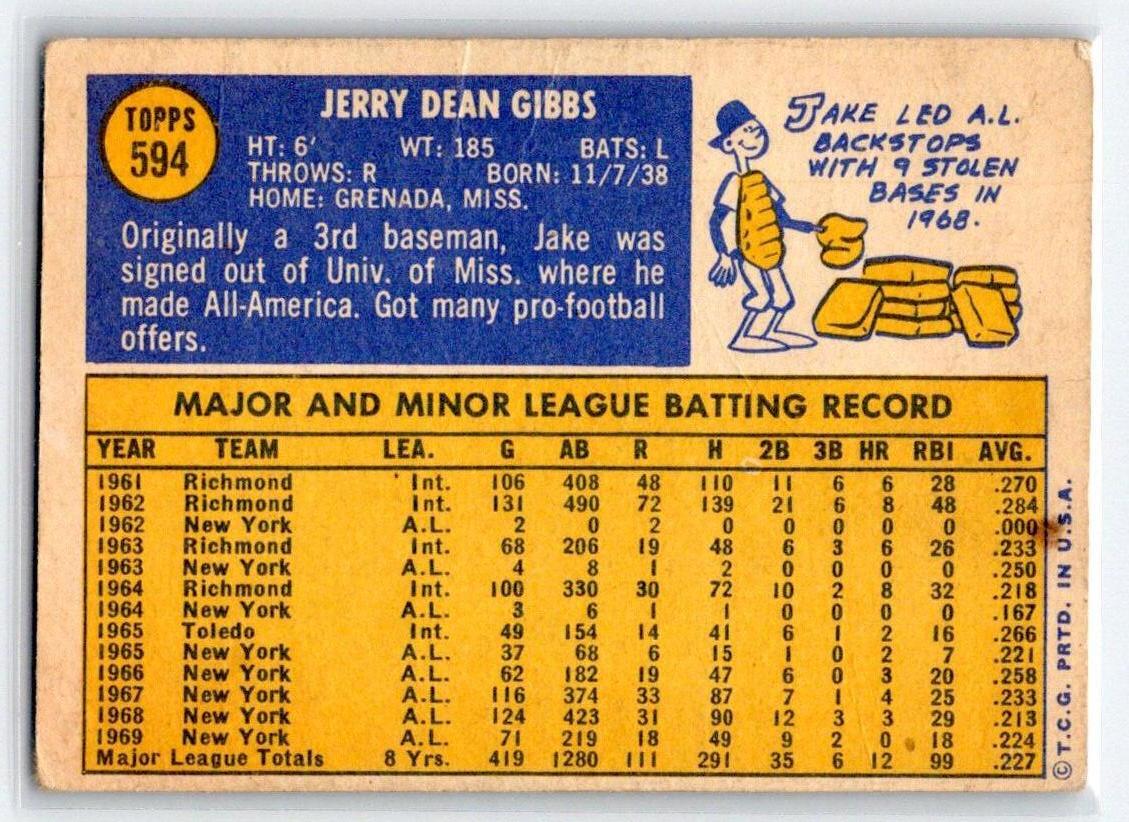 TOPPS
594
JERRY DEAN GIBBS
HT: 6' WT: 185 BATS: L
THROWS: R BORN: 11/7/38
HOME: GRENADA, MISS.
Originally a 3rd baseman, Jake was
signed out of Univ. of Miss. where he
made All-America. Got many pro-football
offers.
JAKE LED A.L.
BACKSTOPS
WITH 9 STOLEN
BASES IN
1968.
MAJOR AND MINOR LEAGUE BATTING RECORD
YEAR TEAM LEA. G AB R H 2B 3B HR RBI AVG.
1961 Richmond Int. 106 408 48 110 11 6 6 28 .270
1962 Richmond Int. 131 490 72 139 21 6 8 48 .284
1962 New York A.L. 2 0 2 0 0 0 0 0 .000
1963 Richmond Int. 68 206 19 48 6 3 6 26 .233
1963 New York A.L. 4 8 1 2 0 0 0 0 .250
1964 Richmond Int. 100 330 30 72 10 2 8 32 .218
1964 New York A.L. 3 6 1 1 0 0 0 0 .167
1965 Toledo Int. 49 154 14 41 6 1 2 16 .266
1965 New York A.L. 37 68 6 15 1 0 2 7 .221
1966 New York A.L. 62 182 19 47 6 0 3 20 .258
1967 New York A.L. 116 374 33 87 7 1 4 25 .233
1968 New York A.L. 124 423 31 90 12 3 3 29 .213
1969 New York A.L. 71 219 18 49 9 2 0 18 .224
Major League Totals 8 Yrs. 419 1280 111 291 35 6 12 99 .227
©T.C.G. PRTD. IN U.S.A.